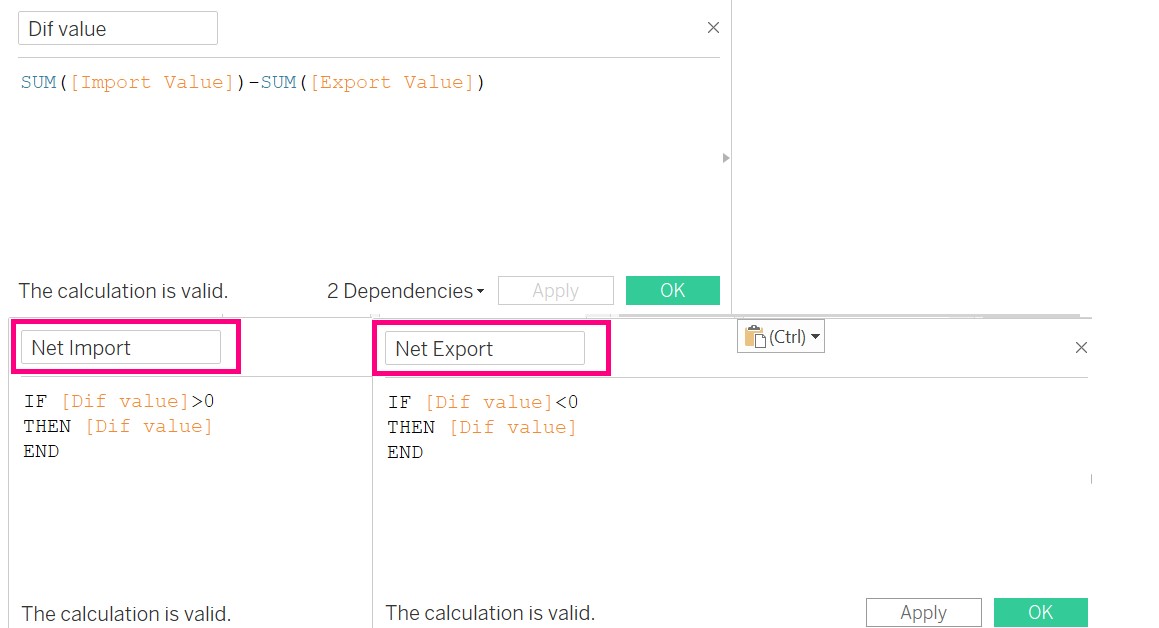 Dif value
SUM([Import Value])-SUM([Export Value])
The calculation is valid. 2 Dependencies Apply OK
Net Import
IF [Dif value]>0
THEN [Dif value]
END
The calculation is valid.
Net Export
(Ctrl)
IF [Dif value]<0
THEN [Dif value]
END
The calculation is valid. Apply OK